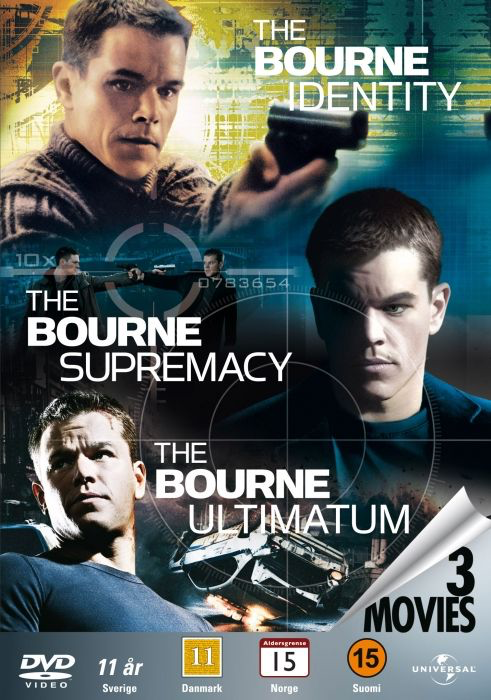 THE
BOURNE
IDENTITY
10x
0783654
THE
BOURNE
SUPREMACY
THE
BOURNE
ULTIMATUM
3
MOVIES
DVD
VIDEO
11 år
Sverige
11
Danmark
Aldersgrense
15
Norge
15
Suomi
UNIVERSAL